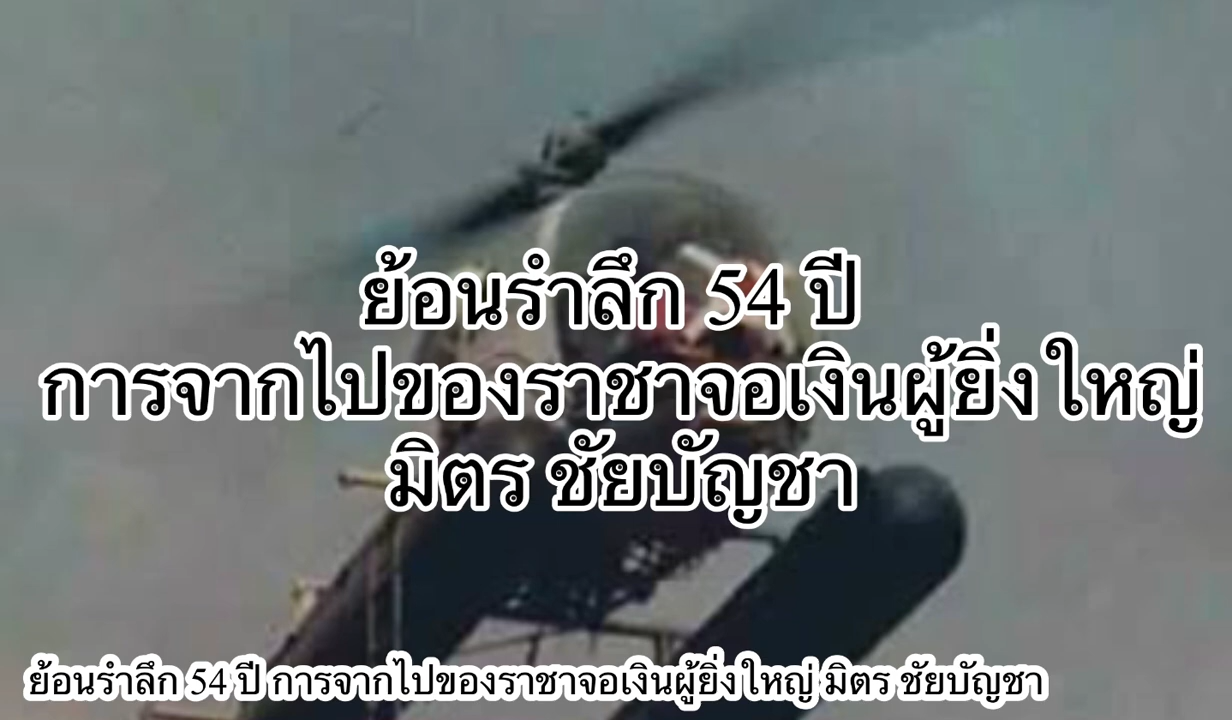 ย้อนรำลึก 54 ปี
การจากไปของราชาจอเงินผู้ยิ่งใหญ่
มิตร ชัยบัญชา
ย้อนรำลึก 54 ปี การจากไปของราชาจอเงินผู้ยิ่งใหญ่ มิตร ชัยบัญชา